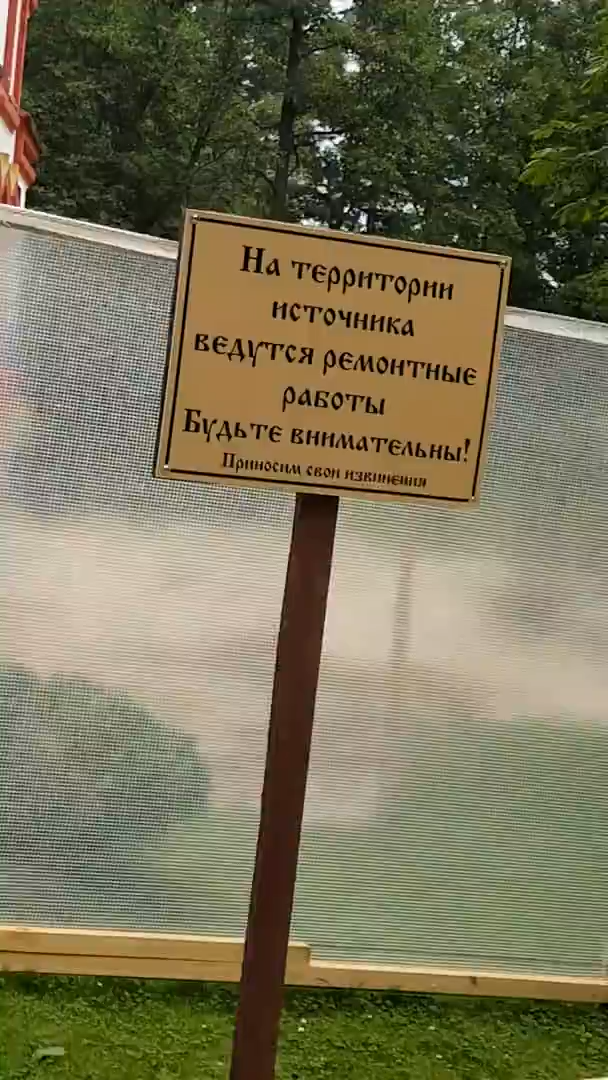 На территории
источника
ведутся ремонтные
работы
Будьте внимательны!
Приносим свои извинения